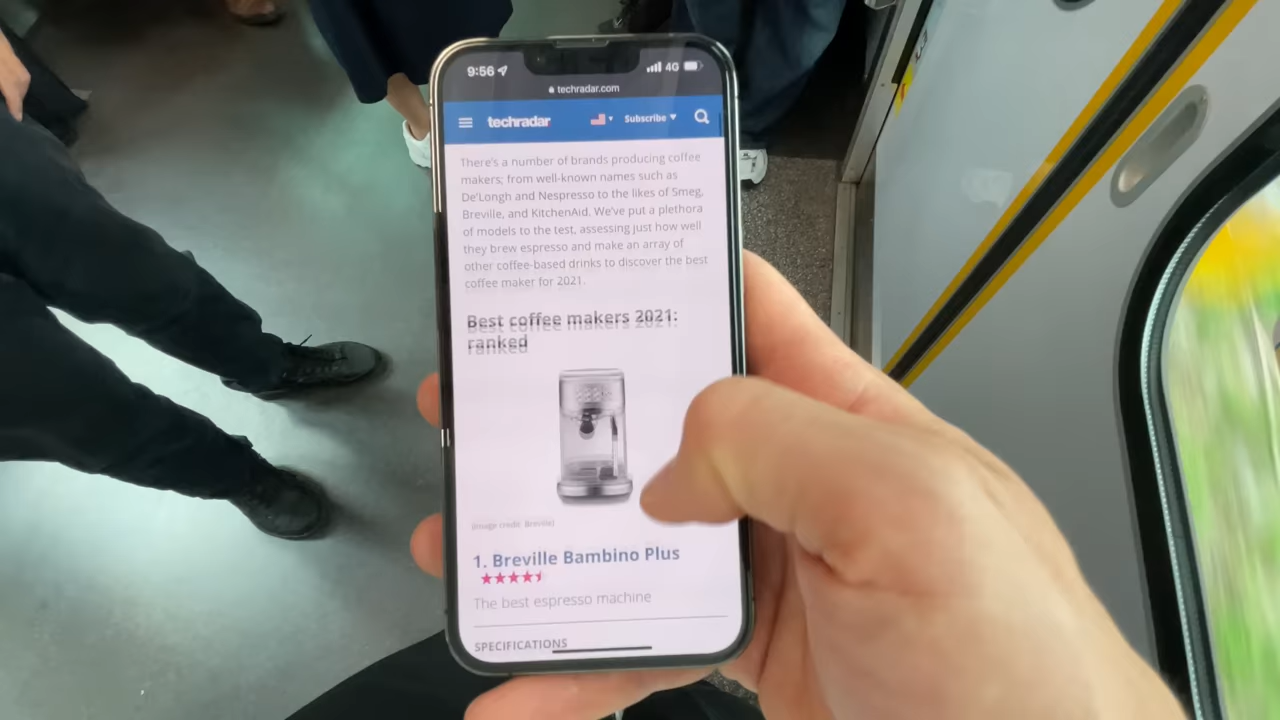 9:56
4G
techradar.com
techradar
Subscribe
There's a number of brands producing coffee
makers; from well-known names such as
De'Longh and Nespresso to the likes of Smeg,
Breville, and KitchenAid. We've put a plethora
of models to the test, assessing just how well
they brew espresso and make an array of
other coffee-based drinks to discover the best
coffee maker for 2021.
Best coffee makers 2021:
ranked
(Image credit: Breville)
1. Breville Bambino Plus
The best espresso machine
SPECIFICATIONS